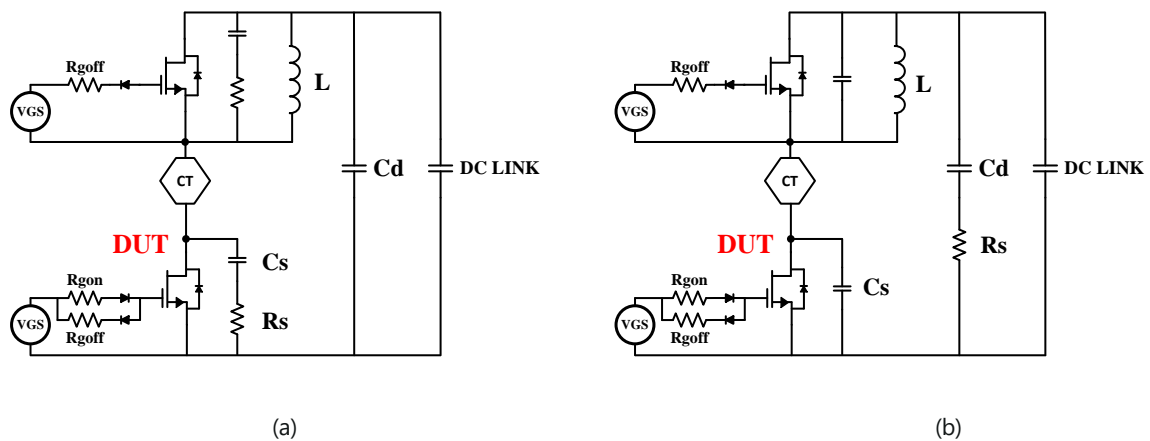 Rgoff
VGS
L
CT
Cd
DC LINK
DUT
Cs
Rgon
VGS
Rgoff
Rs
(a)
Rgoff
VGS
L
CT
Cd
DC LINK
DUT
Rs
Rgon
Cs
VGS
Rgoff
(b)